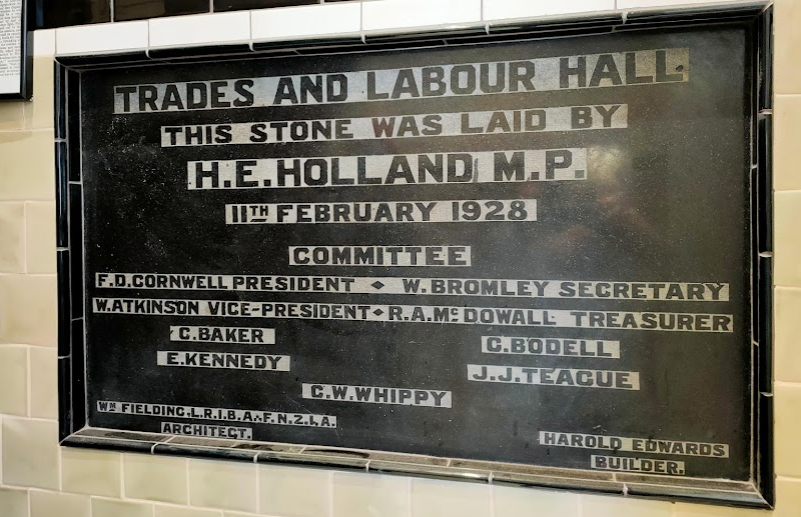 TRADES AND LABOUR HALL.
THIS STONE WAS LAID BY
H.E.HOLLAND M.P.
11TH FEBRUARY 1928
COMMITTEE
F.D.CORNWELL PRESIDENT ◆ W.BROMLEY SECRETARY
W.ATKINSON VICE-PRESIDENT ◆ R.A.McDOWALL TREASURER
C.BAKER C.BODELL
E.KENNEDY J.J.TEAGUE
C.W.WHIPPY
WM FIELDING.L.R.I.B.A.&.F.N.Z.I.A.
ARCHITECT.
HAROLD EDWARDS
BUILDER.